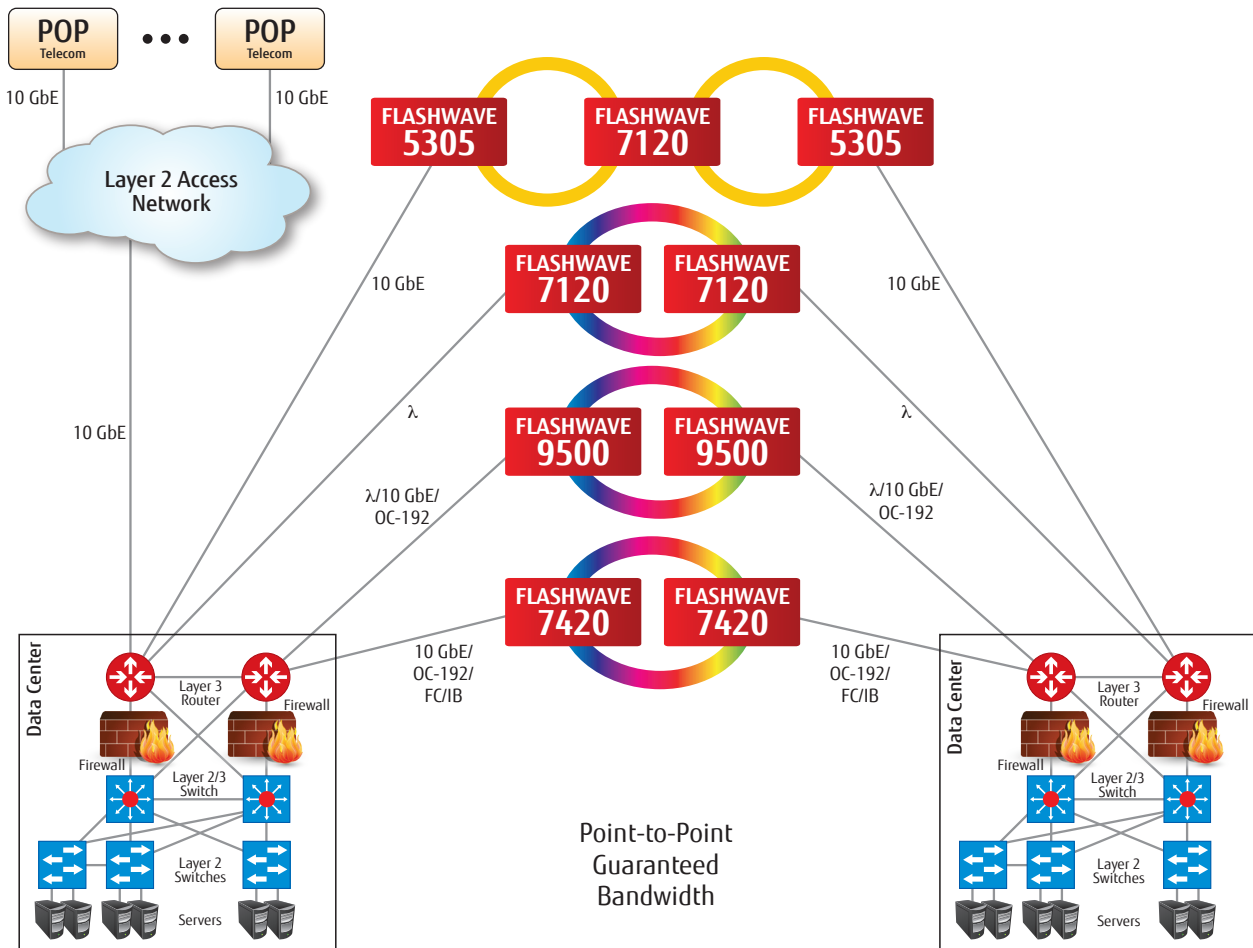 POP
Telecom
POP
Telecom
10 GbE
10 GbE
Layer 2 Access
Network
FLASHWAVE
5305
FLASHWAVE
7120
FLASHWAVE
5305
10 GbE
10 GbE
FLASHWAVE
7120
FLASHWAVE
7120
λ
λ
10 GbE
FLASHWAVE
9500
FLASHWAVE
9500
λ/10 GbE/
OC-192
λ/10 GbE/
OC-192
FLASHWAVE
7420
FLASHWAVE
7420
10 GbE/
OC-192/
FC/IB
10 GbE/
OC-192/
FC/IB
Data Center
Layer 3
Router
Firewall
Firewall
Layer 2/3
Switch
Layer 2
Switches
Servers
Point-to-Point
Guaranteed
Bandwidth
Data Center
Layer 3
Router
Firewall
Firewall
Layer 2/3
Switch
Layer 2
Switches
Servers